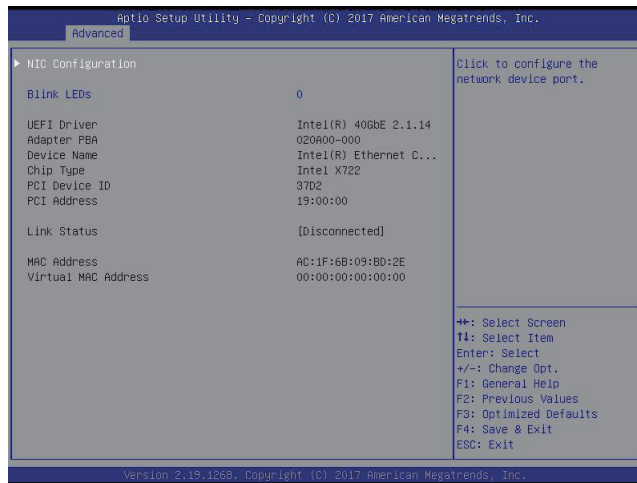 Aptio Setup Utility – Copyright (C) 2017 American Megatrends, Inc.
Advanced
NIC Configuration
Blink LEDs 0
UEFI Driver Intel(R) 40GbE 2.1.14
Adapter PBA 020A00-000
Device Name Intel(R) Ethernet C...
Chip Type Intel X722
PCI Device ID 37D2
PCI Address 19:00:00
Link Status [Disconnected]
MAC Address AC:1F:6B:09:BD:2E
Virtual MAC Address 00:00:00:00:00:00
Click to configure the
network device port.
→←: Select Screen
↑↓: Select Item
Enter: Select
+/-: Change Opt.
F1: General Help
F2: Previous Values
F3: Optimized Defaults
F4: Save & Exit
ESC: Exit
Version 2.19.1268. Copyright (C) 2017 American Megatrends, Inc.